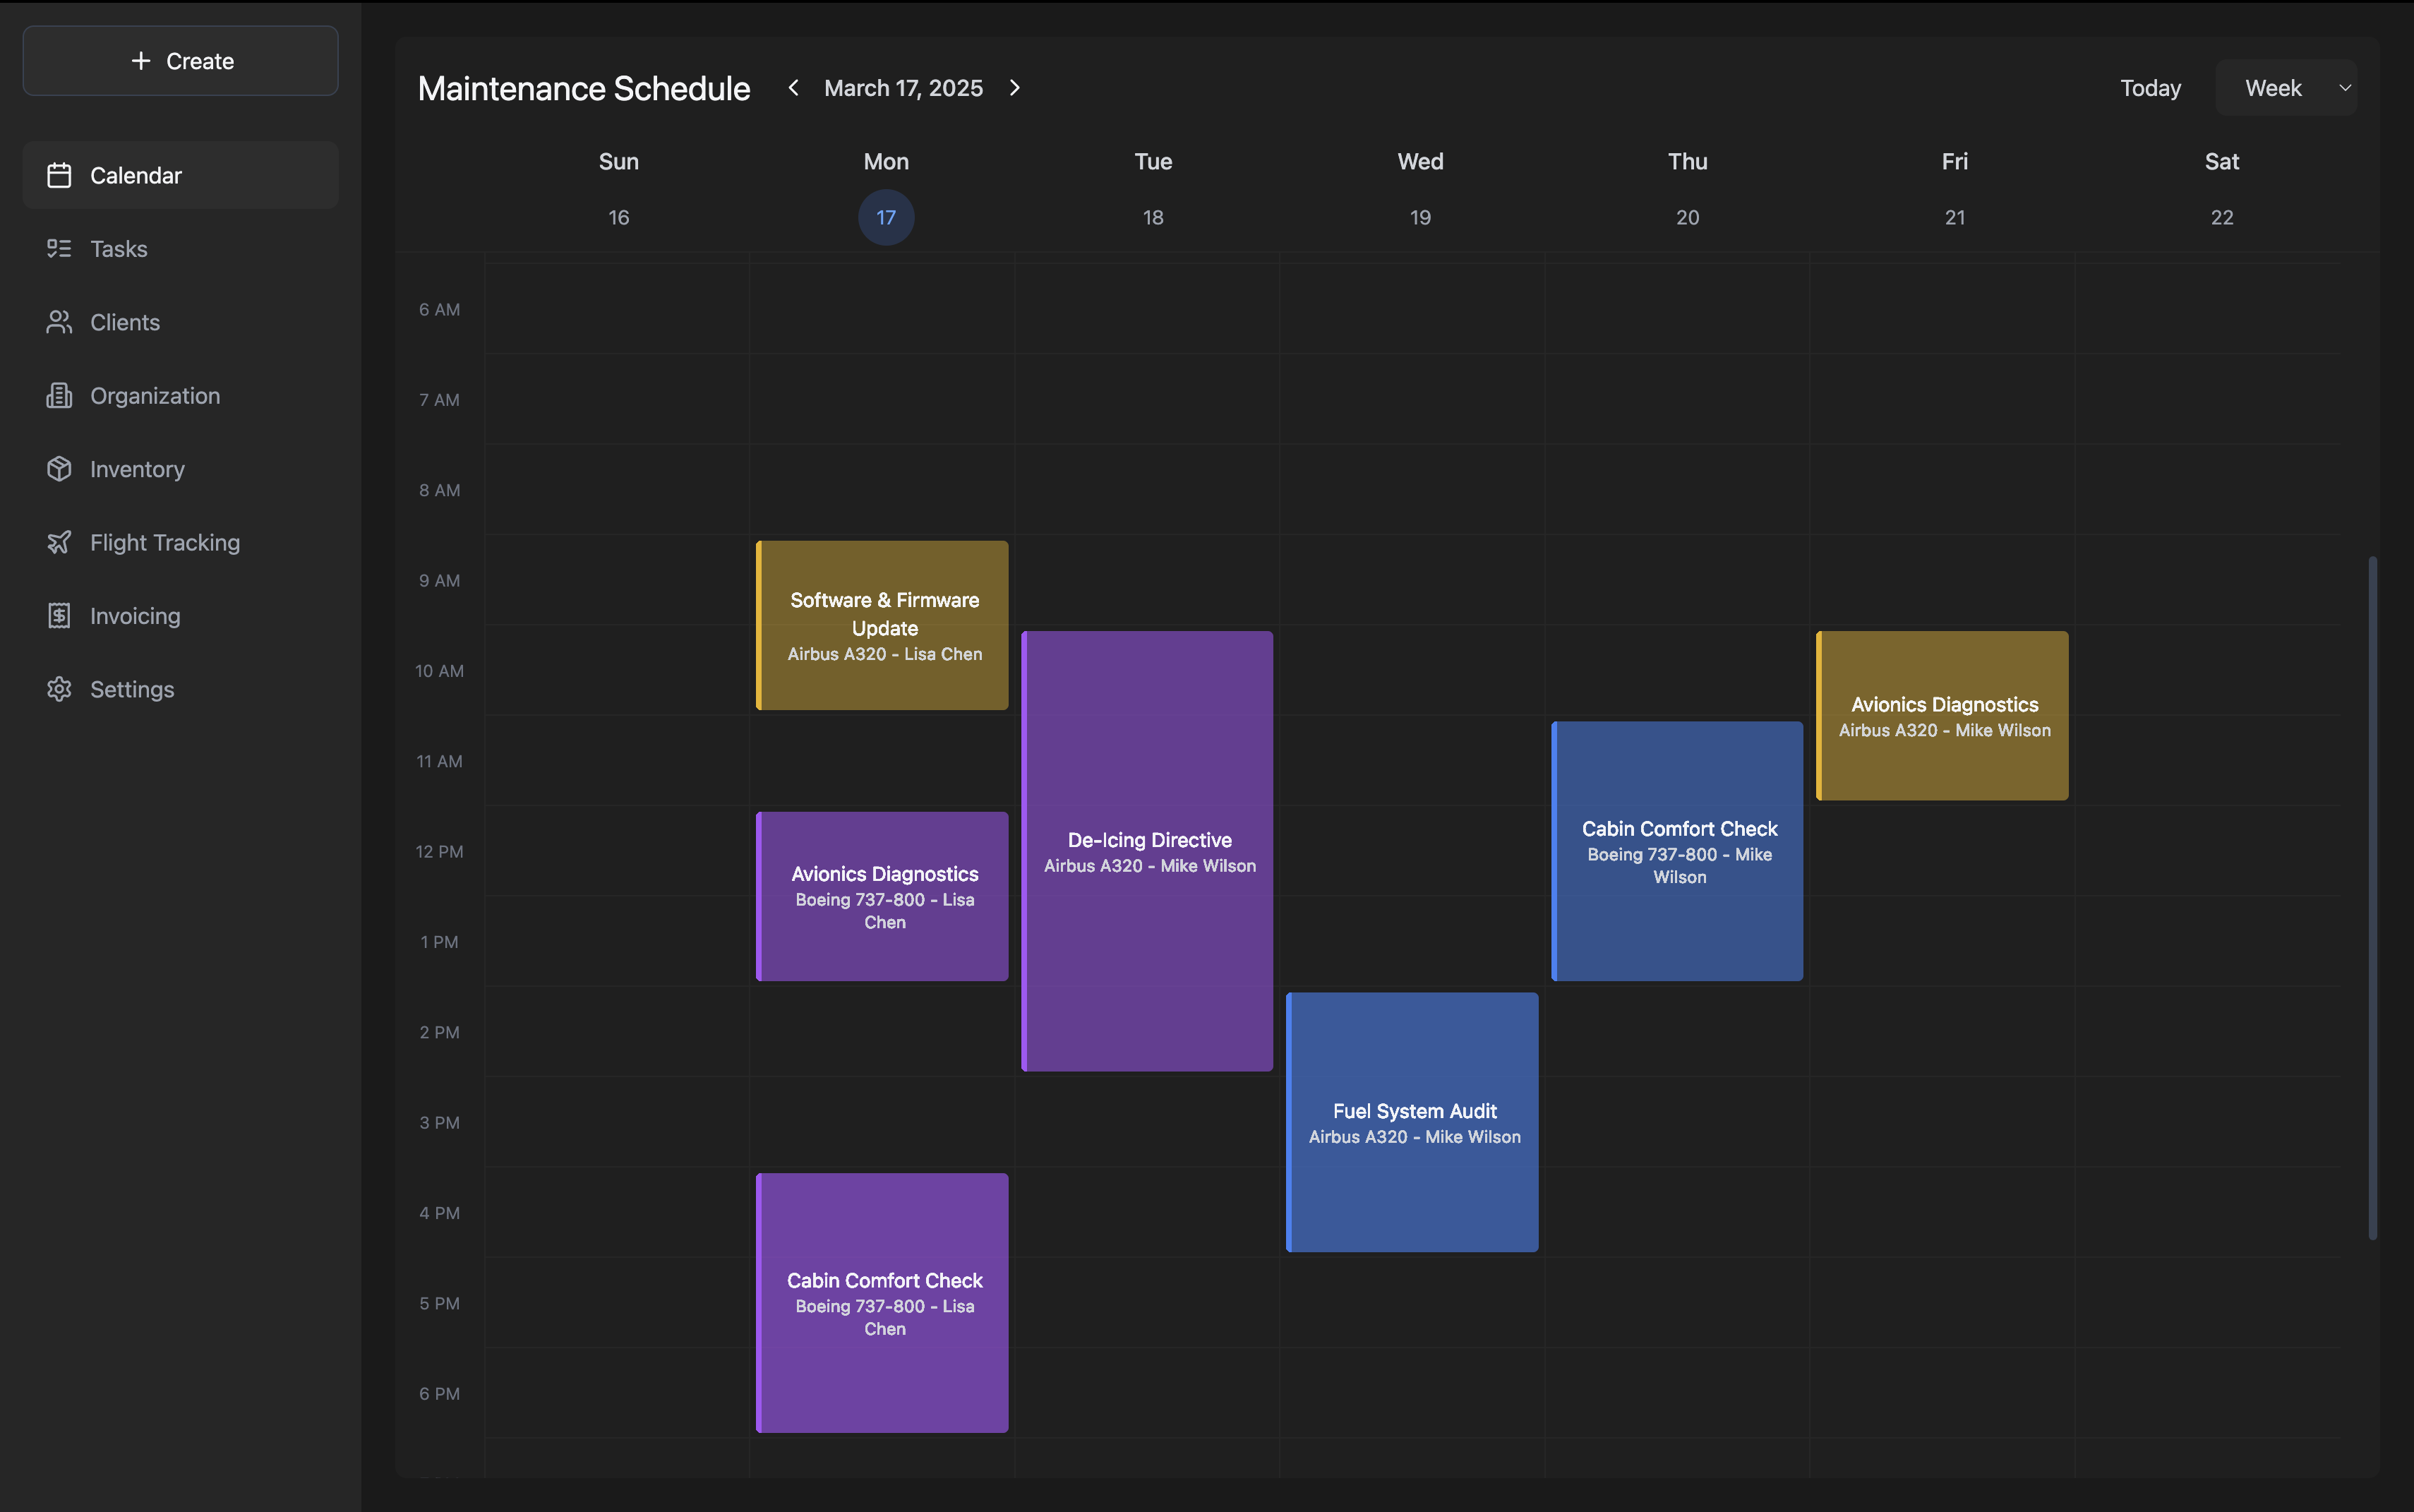 Create
Calendar
Tasks
Clients
Organization
Inventory
Flight Tracking
Invoicing
Settings
Maintenance Schedule
March 17, 2025
Today
Week
Sun
Mon
Tue
Wed
Thu
Fri
Sat
16
17
18
19
20
21
22
6 AM
7 AM
8 AM
9 AM
10 AM
11 AM
12 PM
1 PM
2 PM
3 PM
4 PM
5 PM
6 PM
Software & Firmware
Update
Airbus A320 - Lisa Chen
Avionics Diagnostics
Boeing 737-800 - Lisa
Chen
Cabin Comfort Check
Boeing 737-800 - Lisa
Chen
De-Icing Directive
Airbus A320 - Mike Wilson
Fuel System Audit
Airbus A320 - Mike Wilson
Cabin Comfort Check
Boeing 737-800 - Mike
Wilson
Avionics Diagnostics
Airbus A320 - Mike Wilson